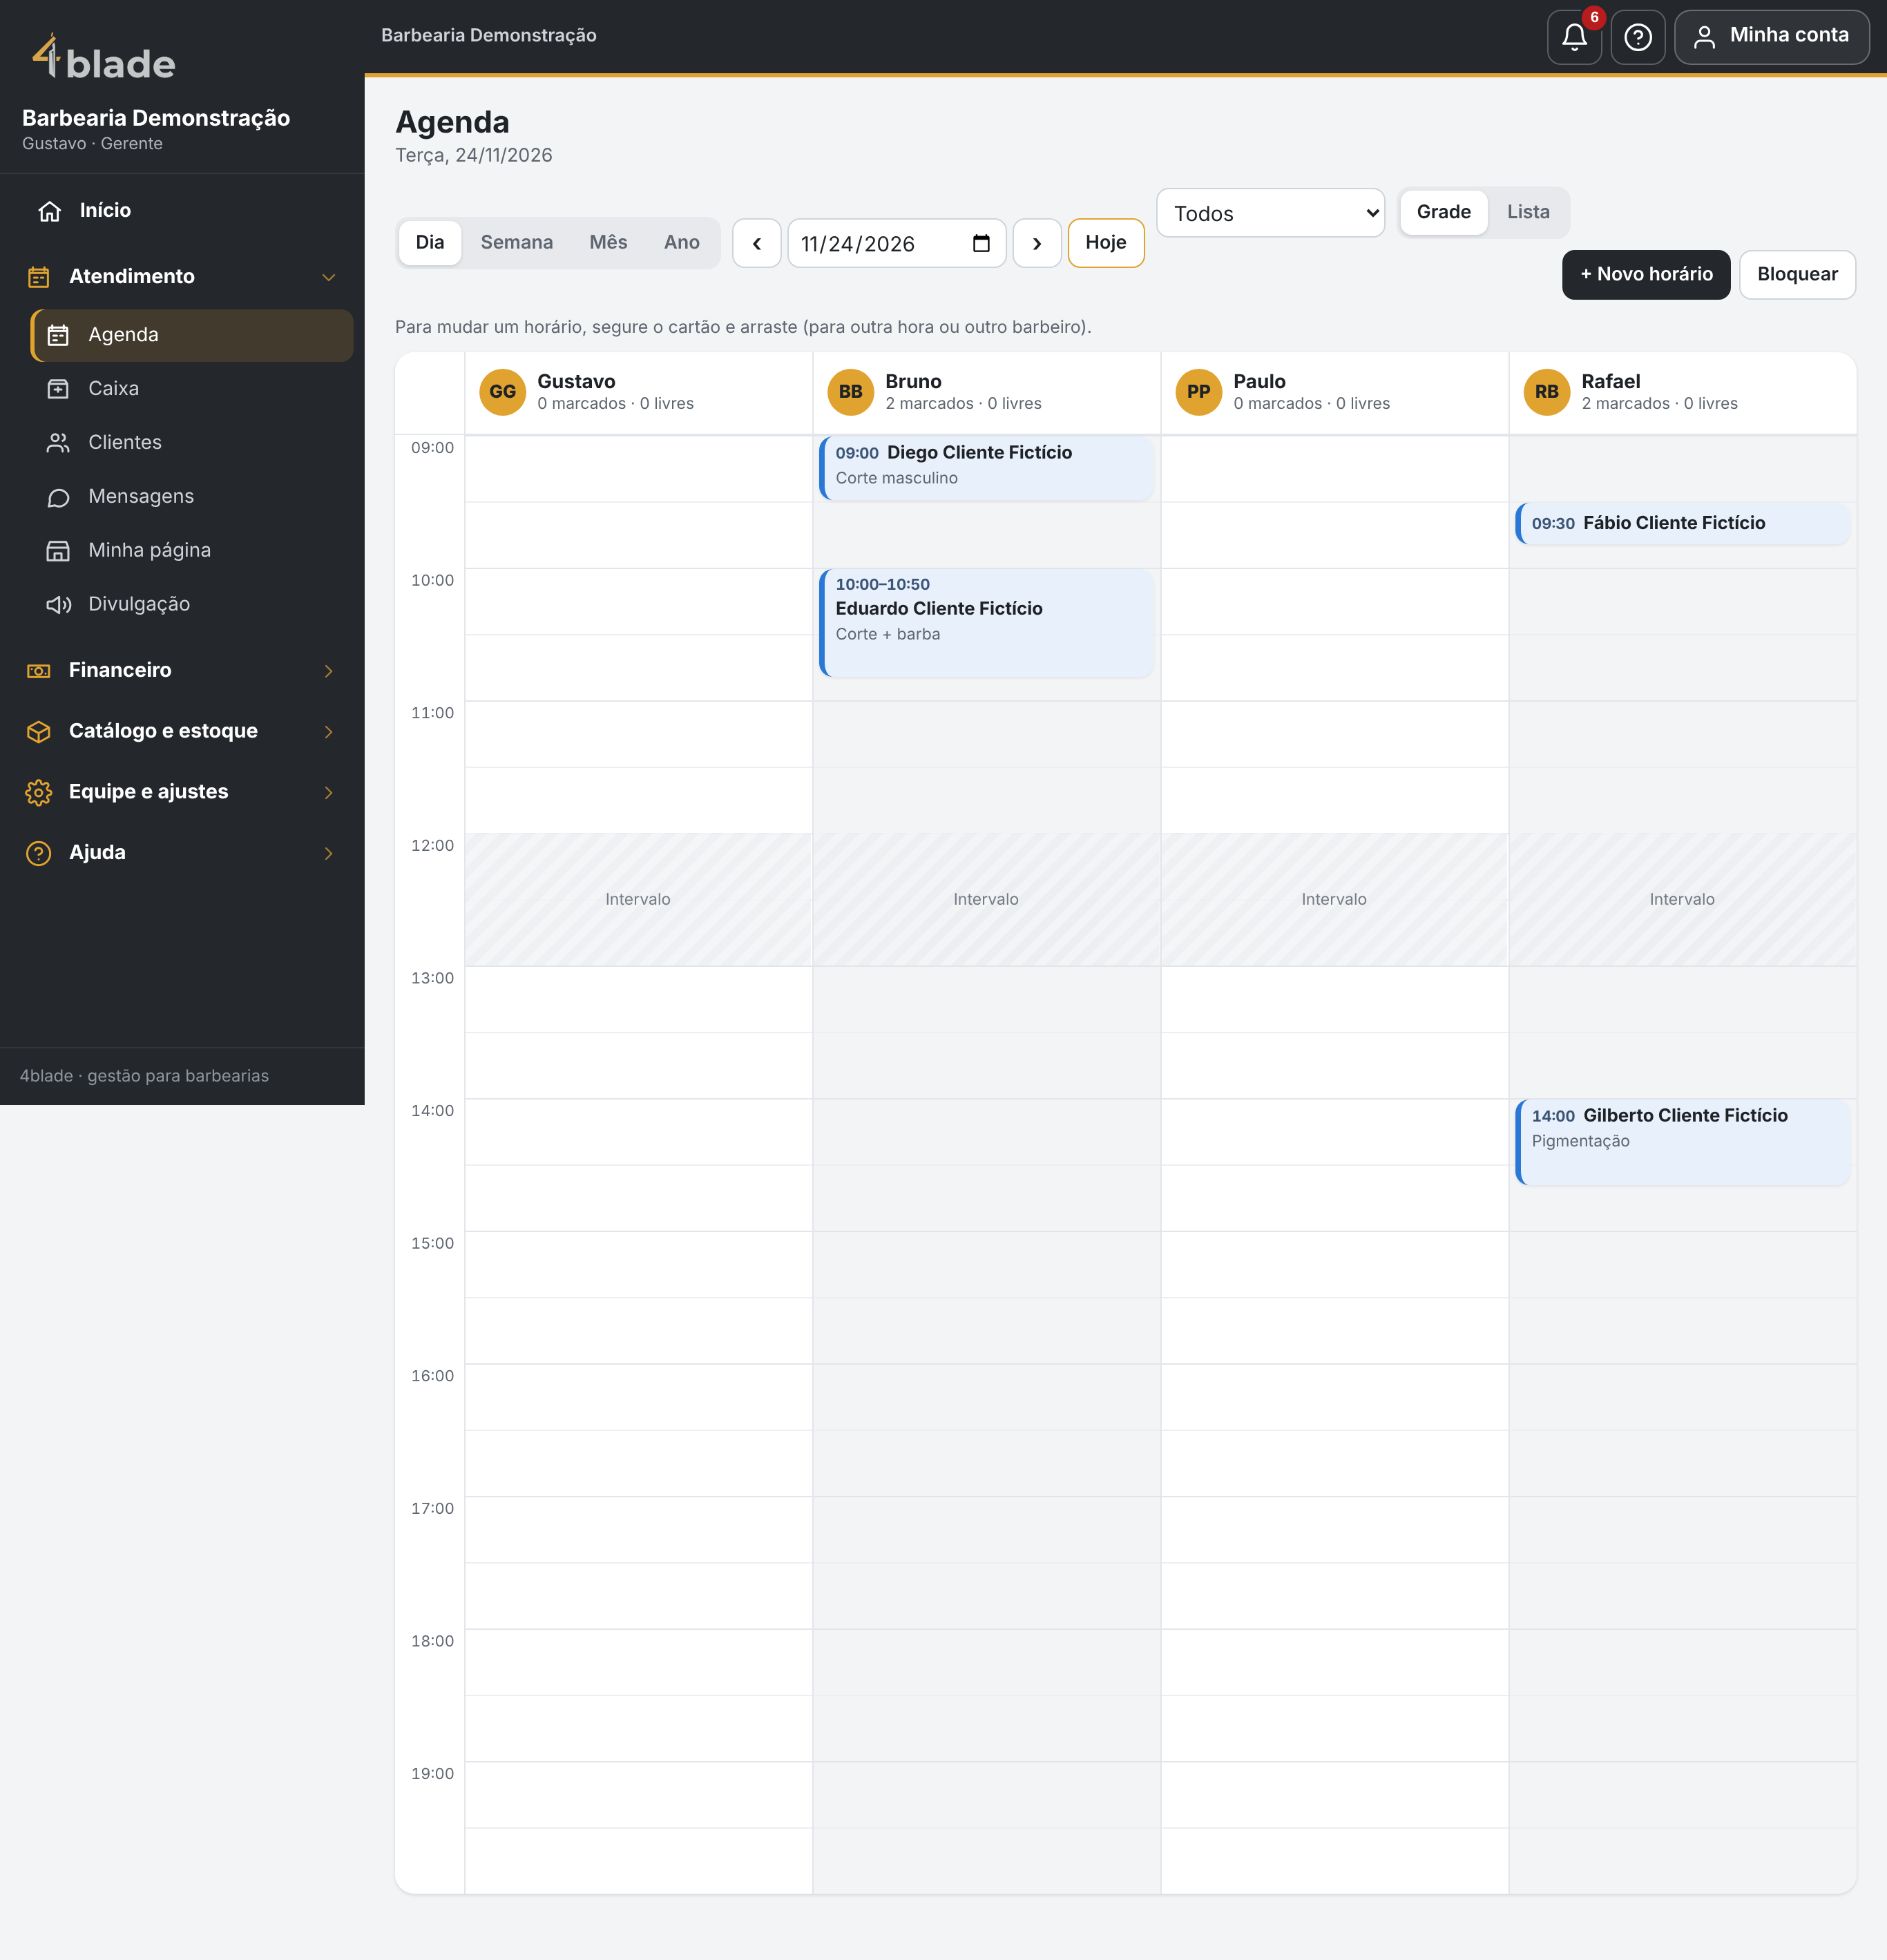 4blade
Barbearia Demonstração
Gustavo · Gerente
Início
Atendimento
Agenda
Caixa
Clientes
Mensagens
Minha página
Divulgação
Financeiro
Catálogo e estoque
Equipe e ajustes
Ajuda
4blade · gestão para barbearias
Barbearia Demonstração
6
Minha conta
Agenda
Terça, 24/11/2026
Dia Semana Mês Ano
‹ 11/24/2026 › Hoje
Todos
Grade Lista
+ Novo horário Bloquear
Para mudar um horário, segure o cartão e arraste (para outra hora ou outro barbeiro).
GG Gustavo
0 marcados · 0 livres
BB Bruno
2 marcados · 0 livres
PP Paulo
0 marcados · 0 livres
RB Rafael
2 marcados · 0 livres
09:00
09:00 Diego Cliente Fictício
Corte masculino
09:30 Fábio Cliente Fictício
10:00
10:00–10:50
Eduardo Cliente Fictício
Corte + barba
11:00
12:00
Intervalo Intervalo Intervalo Intervalo
13:00
14:00
14:00 Gilberto Cliente Fictício
Pigmentação
15:00
16:00
17:00
18:00
19:00